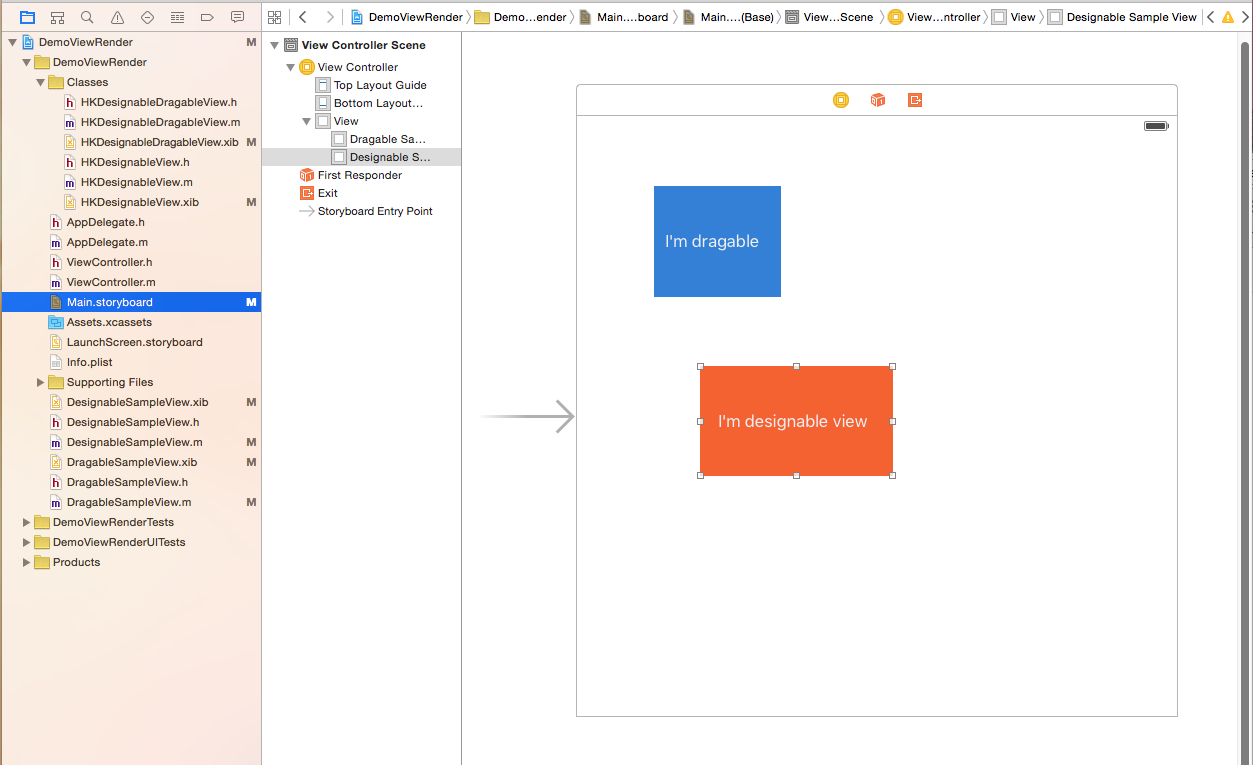 DemoViewRender
Demo...ender
Main....board
Main....(Base)
View...Scene
View...ntroller
View
Designable Sample View
DemoViewRender M
DemoViewRender
Classes
HKDesignableDragableView.h
HKDesignableDragableView.m
HKDesignableDragableView.xib M
HKDesignableView.h
HKDesignableView.m
HKDesignableView.xib M
AppDelegate.h
AppDelegate.m
ViewController.h
ViewController.m
Main.storyboard M
Assets.xcassets
LaunchScreen.storyboard
Info.plist
Supporting Files
DesignableSampleView.xib M
DesignableSampleView.h
DesignableSampleView.m M
DragableSampleView.xib M
DragableSampleView.h
DragableSampleView.m M
DemoViewRenderTests
DemoViewRenderUITests
Products
View Controller Scene
View Controller
Top Layout Guide
Bottom Layout...
View
Dragable Sa...
Designable S...
First Responder
Exit
Storyboard Entry Point
I'm dragable
I'm designable view